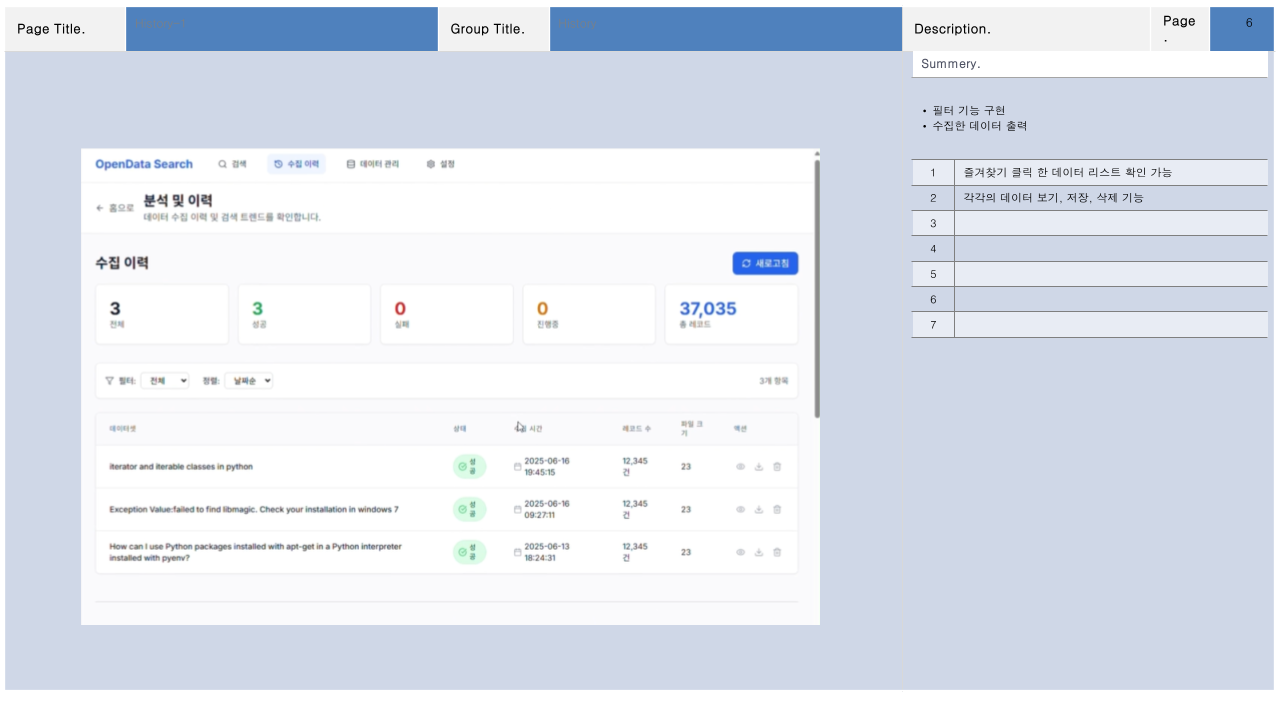 Page Title.
Group Title.
Description.
Page
.
6
Summery.
• 필터 기능 구현
• 수집한 데이터 출력
1 즐겨찾기 클릭 한 데이터 리스트 확인 가능
2 각각의 데이터 보기, 저장, 삭제 기능
3
4
5
6
7
OpenData Search 검색 수집 이력 데이터 관리 설정
← 홈으로
분석 및 이력
데이터 수집 이력 및 검색 트렌드를 확인합니다.
수집 이력
새로고침
3
전체
3
성공
0
실패
0
진행중
37,035
총 레코드
필터: 전체 정렬: 날짜순 3개 항목
데이터셋 상태 시간 레코드 수 파일 크
기 액션
iterator and iterable classes in python
성
공
2025-06-16
19:45:15
12,345
건
23
Exception Value:failed to find libmagic. Check your installation in windows 7
성
공
2025-06-16
09:27:11
12,345
건
23
How can I use Python packages installed with apt-get in a Python interpreter
installed with pyenv?
성
공
2025-06-13
18:24:31
12,345
건
23